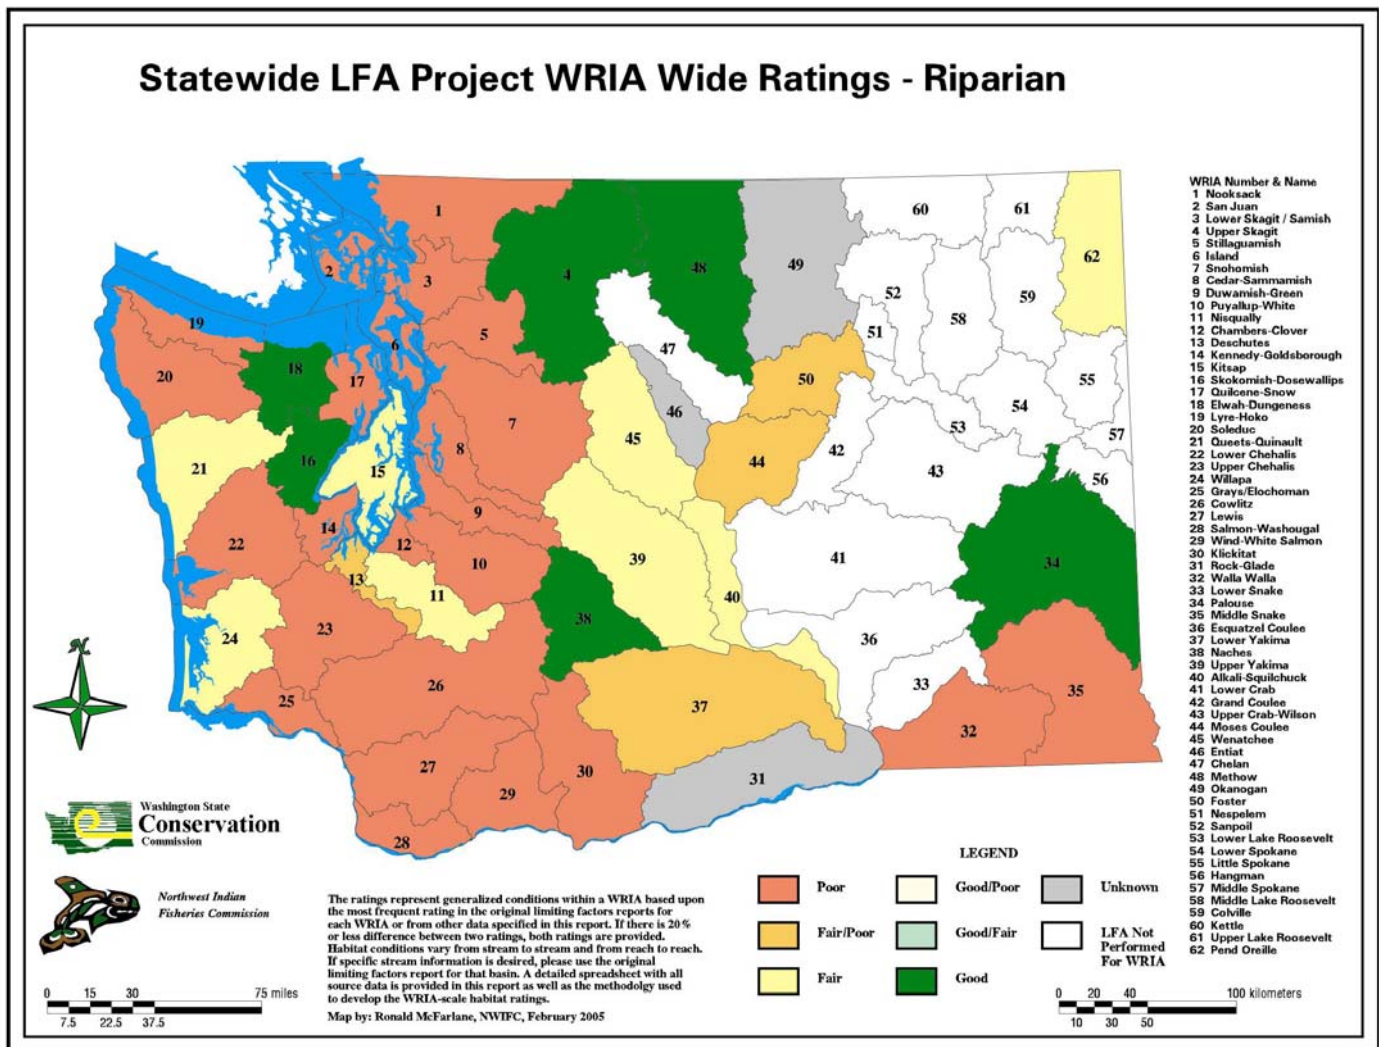 Statewide LFA Project WRIA Wide Ratings - Riparian
WRIA Number & Name
1 Nooksack
2 San Juan
3 Lower Skagit / Samish
4 Upper Skagit
5 Stillaguamish
6 Island
7 Snohomish
8 Cedar-Sammamish
9 Duwamish-Green
10 Puyallup-White
11 Nisqually
12 Chambers-Clover
13 Deschutes
14 Kennedy-Goldsborough
15 Kitsap
16 Skokomish-Dosewallips
17 Quilcene-Snow
18 Elwah-Dungeness
19 Lyre-Hoko
20 Soleduc
21 Queets-Quinault
22 Lower Chehalis
23 Upper Chehalis
24 Willapa
25 Grays/Elochoman
26 Cowlitz
27 Lewis
28 Salmon-Washougal
29 Wind-White Salmon
30 Klickitat
31 Rock-Glade
32 Walla Walla
33 Lower Snake
34 Palouse
35 Middle Snake
36 Esquatzel Coulee
37 Lower Yakima
38 Naches
39 Upper Yakima
40 Alkali-Squilchuck
41 Lower Crab
42 Grand Coulee
43 Upper Crab-Wilson
44 Moses Coulee
45 Wenatchee
46 Entiat
47 Chelan
48 Methow
49 Okanogan
50 Foster
51 Nespelem
52 Sanpoil
53 Lower Lake Roosevelt
54 Lower Spokane
55 Little Spokane
56 Hangman
57 Middle Spokane
58 Middle Lake Roosevelt
59 Colville
60 Kettle
61 Upper Lake Roosevelt
62 Pend Oreille
1
2
3
4
5
6
7
8
9
10
11
12
13
14
15
16
17
18
19
20
21
22
23
24
25
26
27
28
29
30
31
32
33
34
35
36
37
38
39
40
41
42
43
44
45
46
47
48
49
50
51
52
53
54
55
56
57
58
59
60
61
62
Washington State
Conservation
Commission
Northwest Indian
Fisheries Commission
The ratings represent generalized conditions within a WRIA based upon
the most frequent rating in the original limiting factors reports for
each WRIA or from other data specified in this report. If there is 20%
or less difference between two ratings, both ratings are provided.
Habitat conditions vary from stream to stream and from reach to reach.
If specific stream information is desired, please use the original
limiting factors report for that basin. A detailed spreadsheet with all
source data is provided in this report as well as the methodolgy used
to develop the WRIA-scale habitat ratings.
Map by: Ronald McFarlane, NWIFC, February 2005
LEGEND
Poor
Fair/Poor
Fair
Good/Poor
Good/Fair
Good
Unknown
LFA Not
Performed
For WRIA
0 15 30 75 miles
7.5 22.5 37.5
0 20 40 100 kilometers
10 30 50